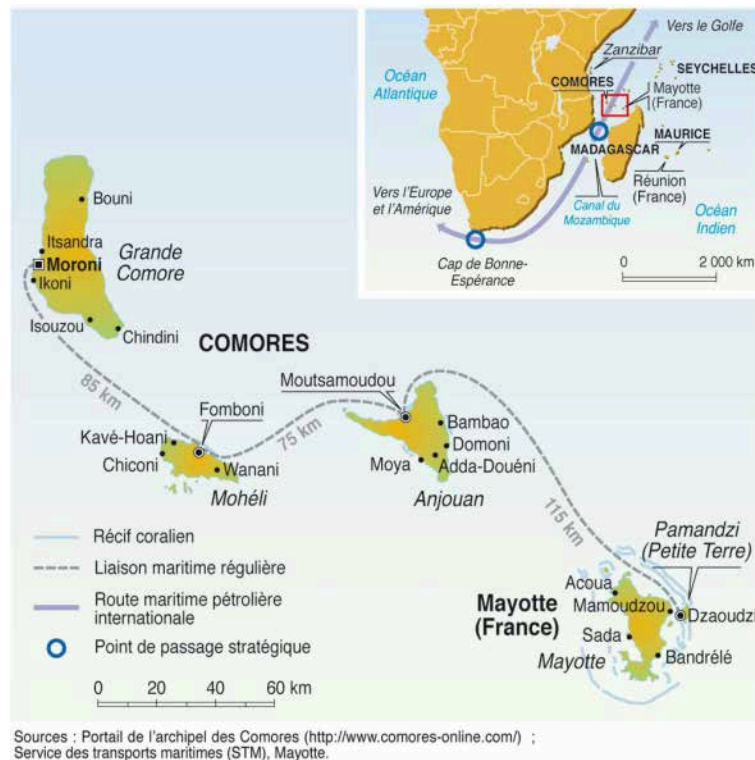 Vers le Golfe
Zanzibar
Océan
Atlantique
COMORES
SEYCHELLES
Mayotte
(France)
MADAGASCAR
MAURICE
Réunion
(France)
Vers l'Europe
et l'Amérique
Canal du
Mozambique
Océan
Indien
Cap de Bonne-
Espérance
0 2 000 km
Bouni
Itsandra
Moroni
Ikoni
Grande
Comore
Isouzou
Chindini
COMORES
85 km
Moutsamoudou
Fomboni
75 km
Kavé-Hoani
Chiconi
Wanani
Mohéli
Bambao
Domoni
Moya
Adda-Douéni
Anjouan
115 km
Pamandzi
(Petite Terre)
Acoua
Mayotte
(France)
Mamoudzou
Dzaoudzi
Sada
Mayotte
Bandrélé
Récif coralien
Liaison maritime régulière
Route maritime pétrolière
internationale
Point de passage stratégique
0 20 40 60 km
Sources : Portail de l'archipel des Comores (http://www.comores-online.com/) ;
Service des transports maritimes (STM), Mayotte.